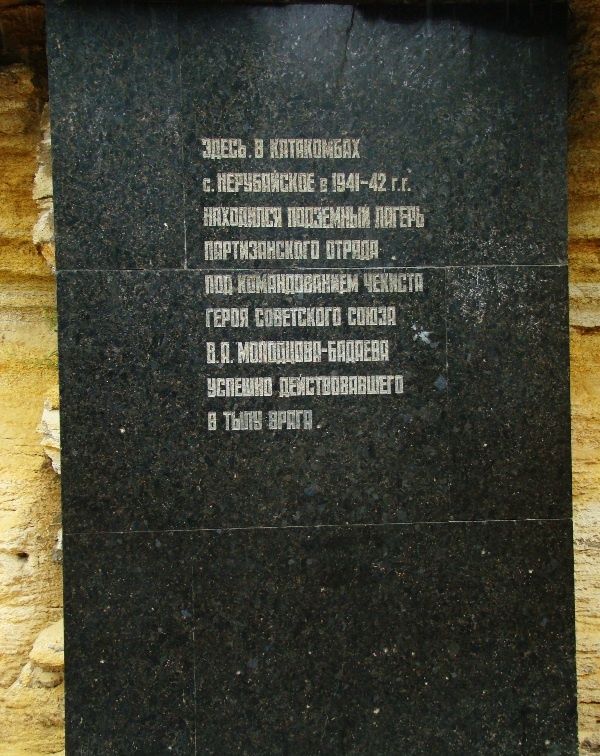 ЗДЕСЬ, В КАТАКОМБАХ
с. НЕРУБАЙСКОЕ в 1941-42 г.г.
НАХОДИЛСЯ ПОДЗЕМНЫЙ ЛАГЕРЬ
ПАРТИЗАНСКОГО ОТРЯДА
ПОД КОМАНДОВАНИЕМ ЧЕКИСТА
ГЕРОЯ СОВЕТСКОГО СОЮЗА
В.А. МОЛОДЦОВА-БАДАЕВА
УСПЕШНО ДЕЙСТВОВАВШЕГО
В ТЫЛУ ВРАГА.